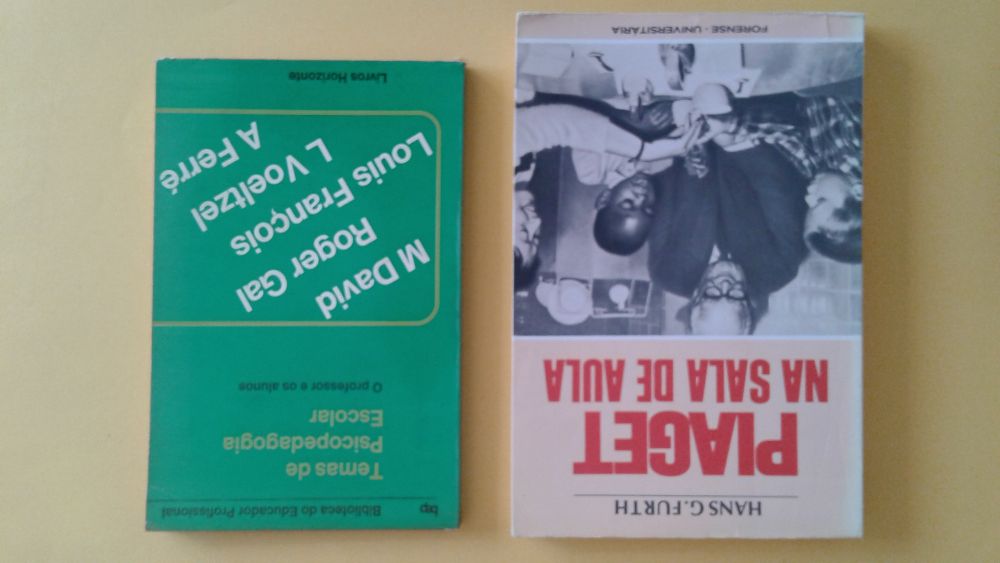 HANS G. FURTH
PIAGET
NA SALA DE AULA
FORENSE - UNIVERSITÁRIA
bep Biblioteca do Educador Profissional
Temas de
Psicopedagogia
Escolar
O professor e os alunos
M David
Roger Gal
Louis François
L Voeltzel
A Ferré
Livros Horizonte